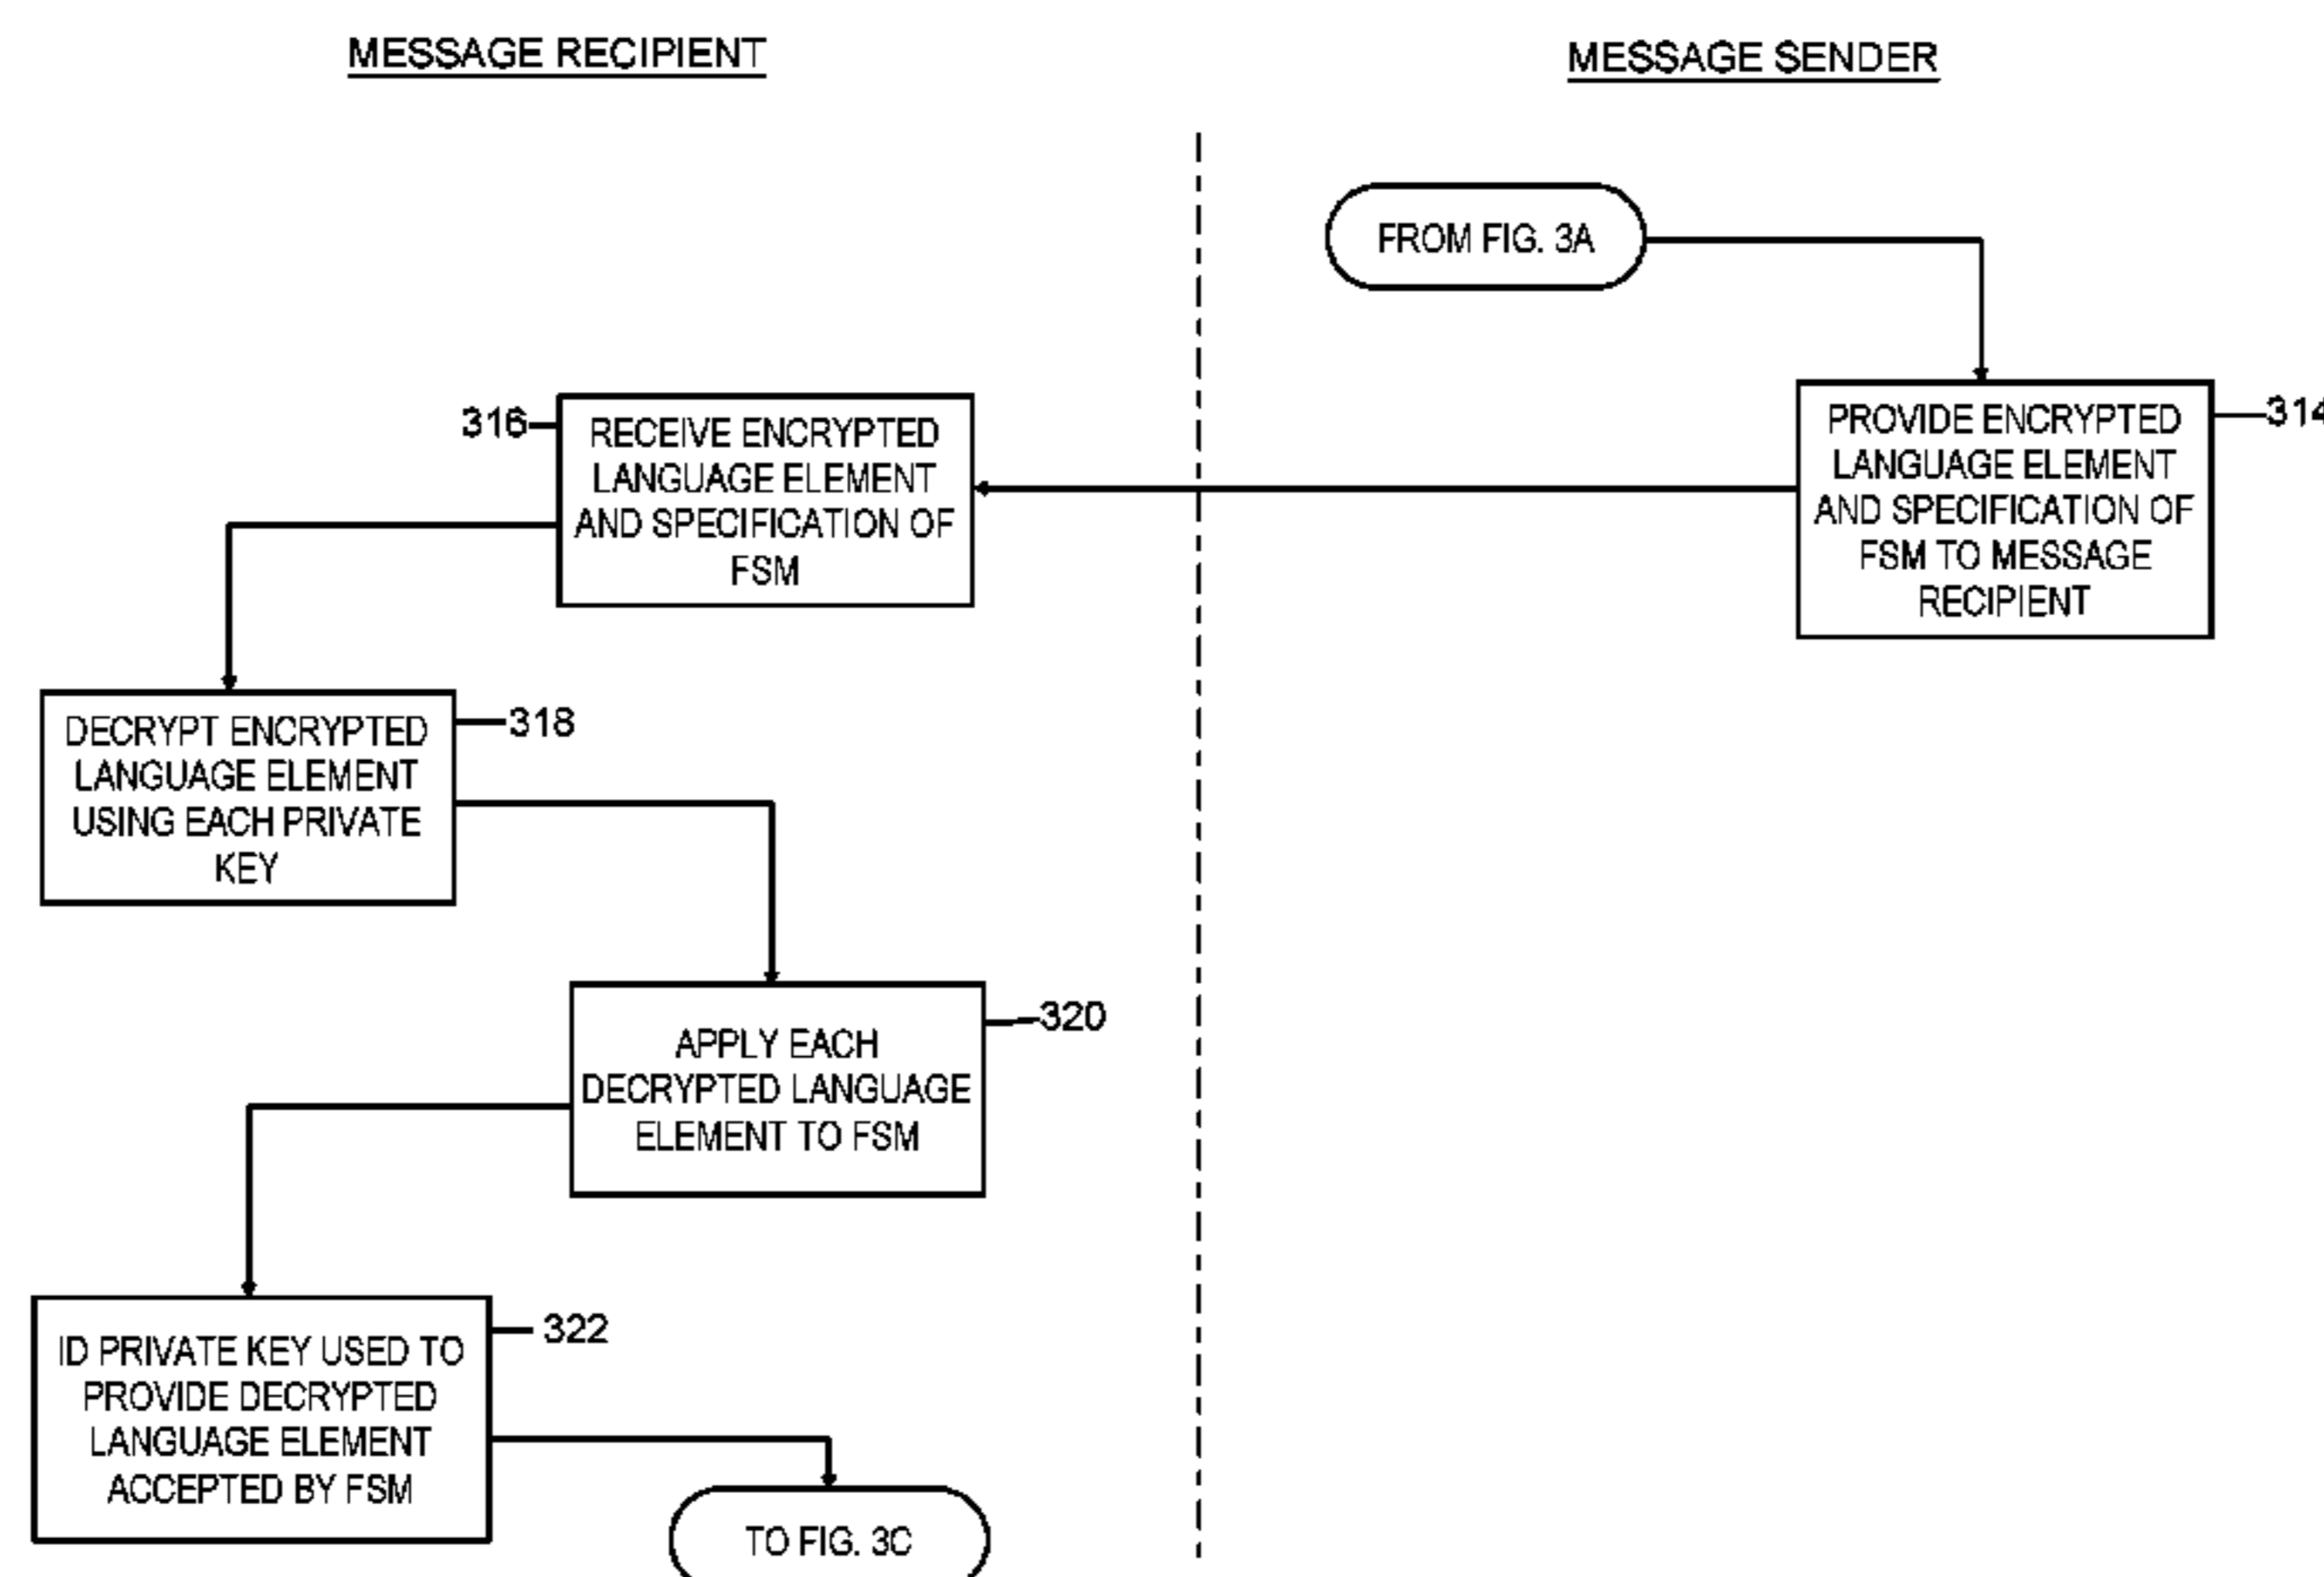 MESSAGE RECIPIENT
MESSAGE SENDER
FROM FIG. 3A
PROVIDE ENCRYPTED
LANGUAGE ELEMENT
AND SPECIFICATION OF
FSM TO MESSAGE
RECIPIENT
314
316
RECEIVE ENCRYPTED
LANGUAGE ELEMENT
AND SPECIFICATION OF
FSM
DECRYPT ENCRYPTED
LANGUAGE ELEMENT
USING EACH PRIVATE
KEY
318
APPLY EACH
DECRYPTED LANGUAGE
ELEMENT TO FSM
320
ID PRIVATE KEY USED TO
PROVIDE DECRYPTED
LANGUAGE ELEMENT
ACCEPTED BY FSM
322
TO FIG. 3C